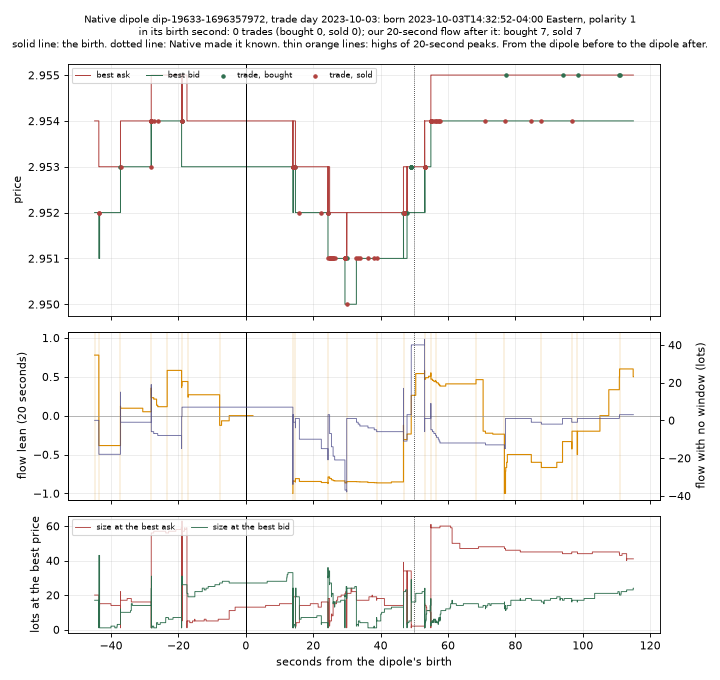 Native dipole dip-19633-1696357972, trade day 2023-10-03: born 2023-10-03T14:32:52-04:00 Eastern, polarity 1
in its birth second: 0 trades (bought 0, sold 0); our 20-second flow after it: bought 7, sold 7
solid line: the birth. dotted line: Native made it known. thin orange lines: highs of 20-second peaks. From the dipole before to the dipole after.
best ask best bid trade, bought trade, sold
2.955
2.954
2.953
2.952
2.951
2.950
price
1.0
0.5
0.0
−0.5
−1.0
flow lean (20 seconds)
40
20
0
−20
−40
flow with no window (lots)
size at the best ask size at the best bid
60
40
20
0
lots at the best price
−40 −20 0 20 40 60 80 100 120
seconds from the dipole's birth